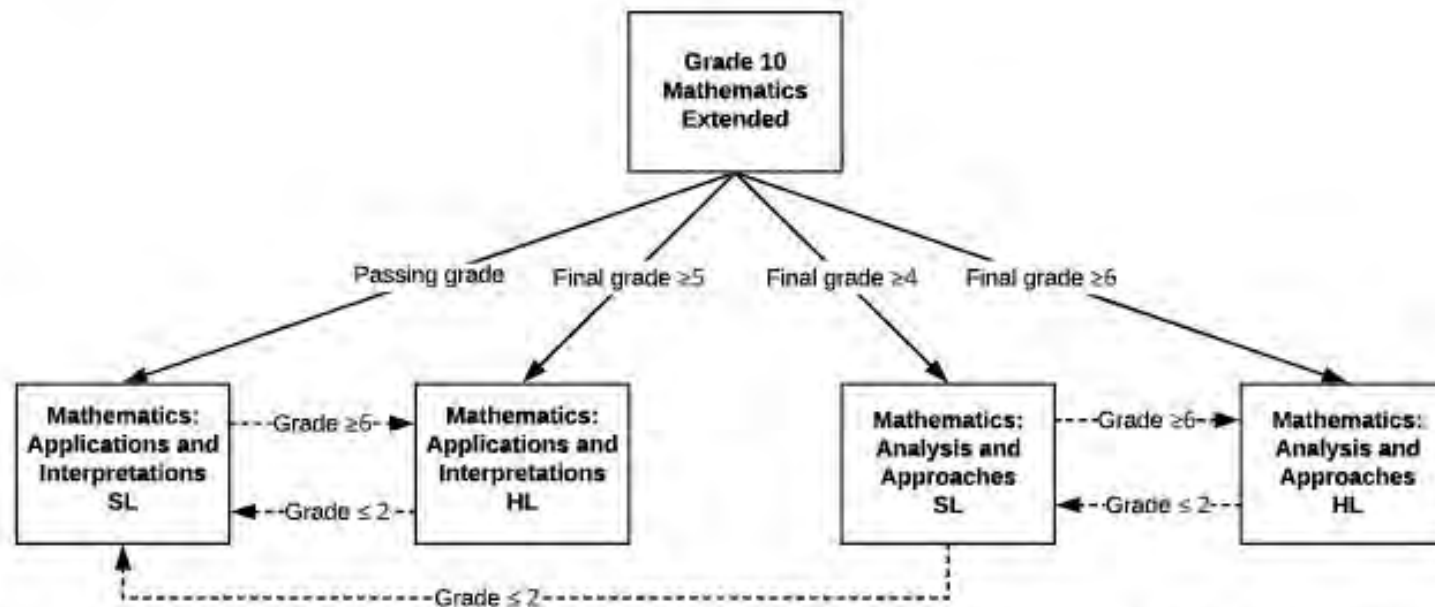 Grade 10
Mathematics
Extended
Passing grade
Final grade ≥5
Final grade ≥4
Final grade ≥6
Mathematics:
Applications and
Interpretations
SL
Grade ≥6
Grade ≤ 2
Mathematics:
Applications and
Interpretations
HL
Mathematics:
Analysis and
Approaches
SL
Grade ≥6
Grade ≤ 2
Mathematics:
Analysis and
Approaches
HL
Grade ≤ 2